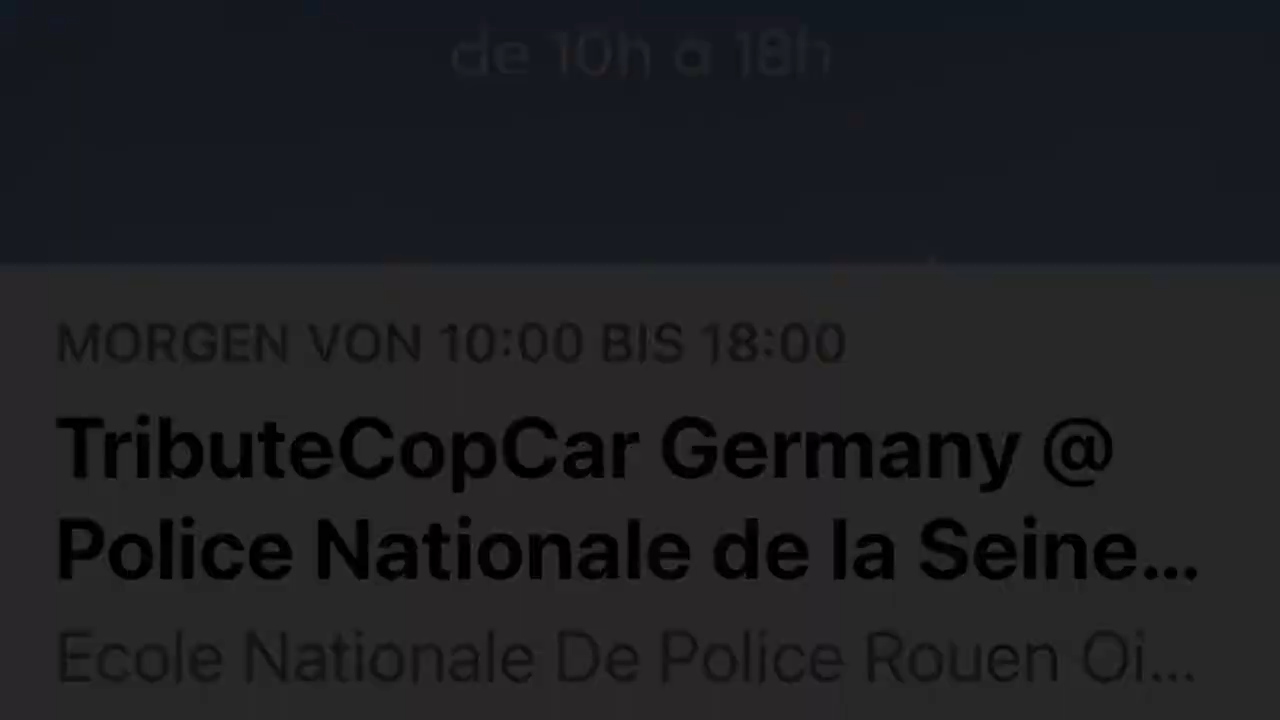 de 10h à 18h
MORGEN VON 10:00 BIS 18:00
TributeCopCar Germany @
Police Nationale de la Seine...
Ecole Nationale De Police Rouen Oi...